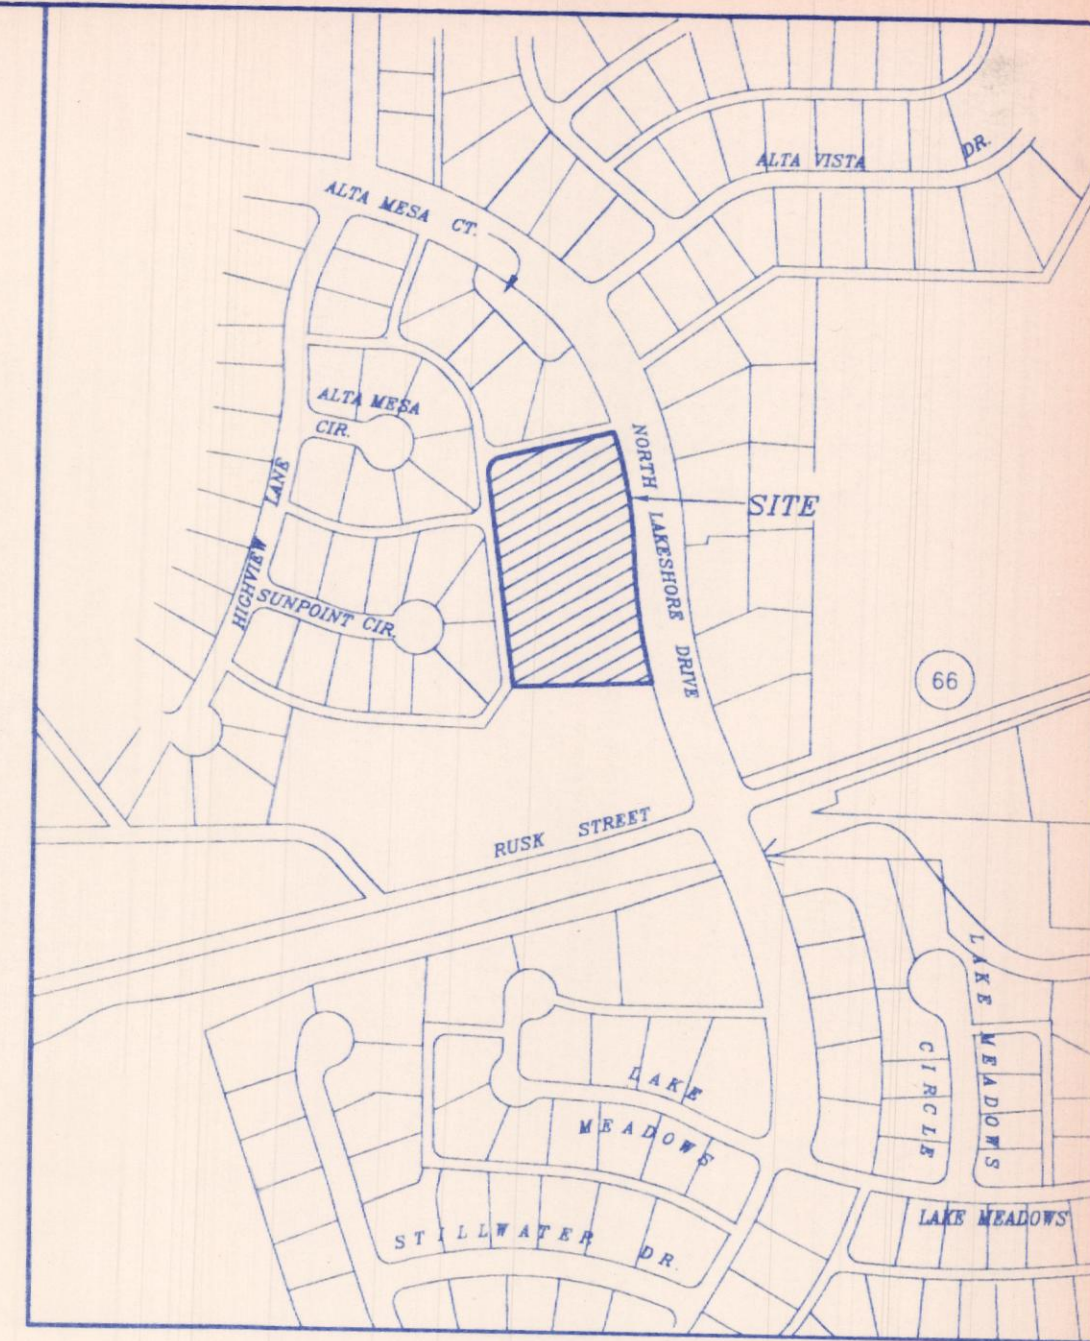 ALTA VISTA DR.
ALTA MESA CT.
ALTA MESA
CIR.
NORTH LAKESHORE DRIVE
SITE
HIGHVIEW LANE
SUNPOINT CIR.
66
RUSK STREET
LAKE MEADOWS
CIRCLE
LAKE
MEADOWS
LAKE MEADOWS
STILLWATER DR.